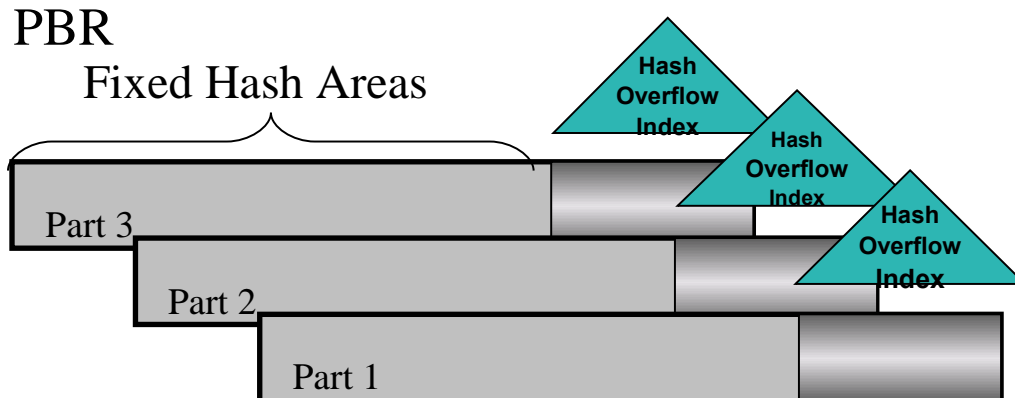 PBR
Fixed Hash Areas
Hash
Overflow
Index
Hash
Overflow
Index
Hash
Overflow
Index
Part 3
Part 2
Part 1